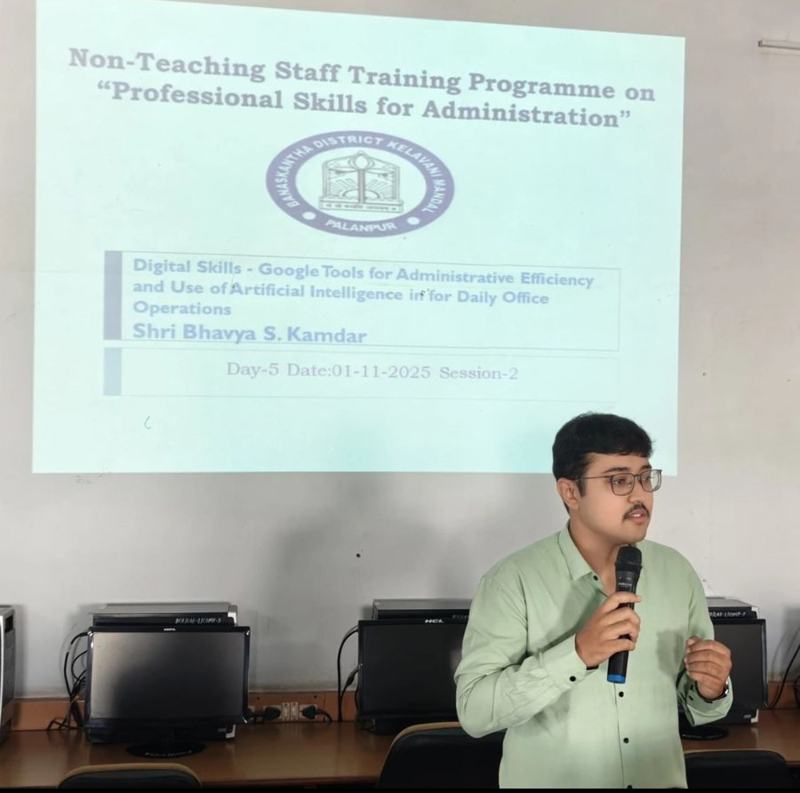 Non-Teaching Staff Training Programme on
“Professional Skills for Administration”
BANASKANTHA DISTRICT KELAVANI MANDAL
PALANPUR
Digital Skills - Google Tools for Administrative Efficiency
and Use of Artificial Intelligence in for Daily Office
Operations
Shri Bhavya S. Kamdar
Day-5 Date:01-11-2025 Session-2
HCL
HCL